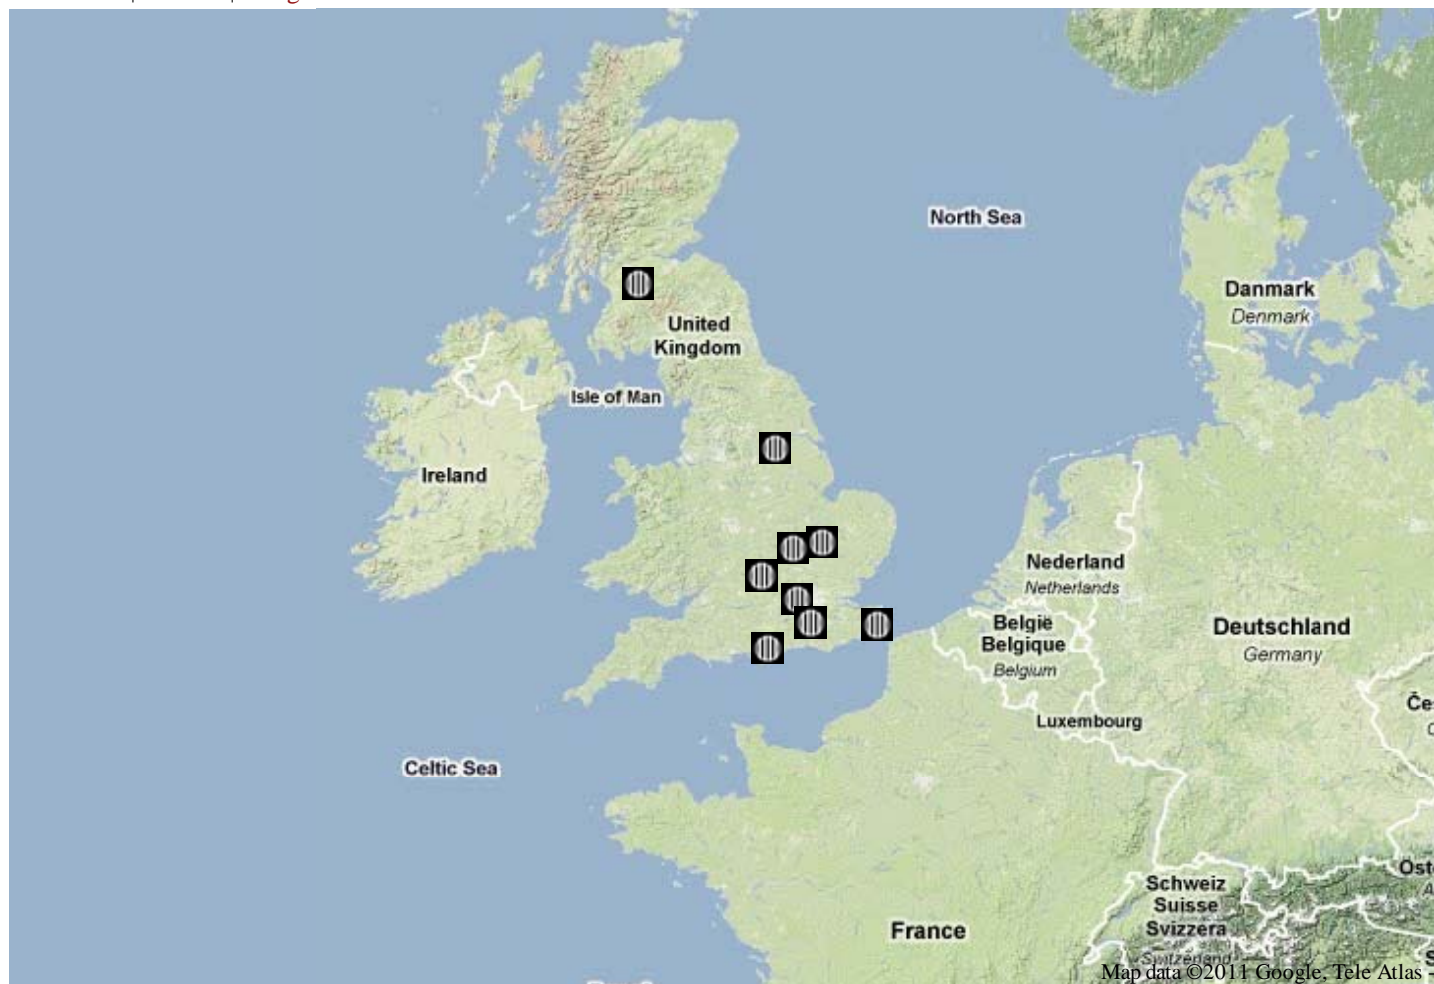 North Sea
Danmark
Denmark
United
Kingdom
Isle of Man
Ireland
Nederland
Netherlands
België
Belgique
Belgium
Deutschland
Germany
Luxembourg
Celtic Sea
Schweiz
Suisse
Svizzera
Switzerland
France
Map data ©2011 Google, Tele Atlas -